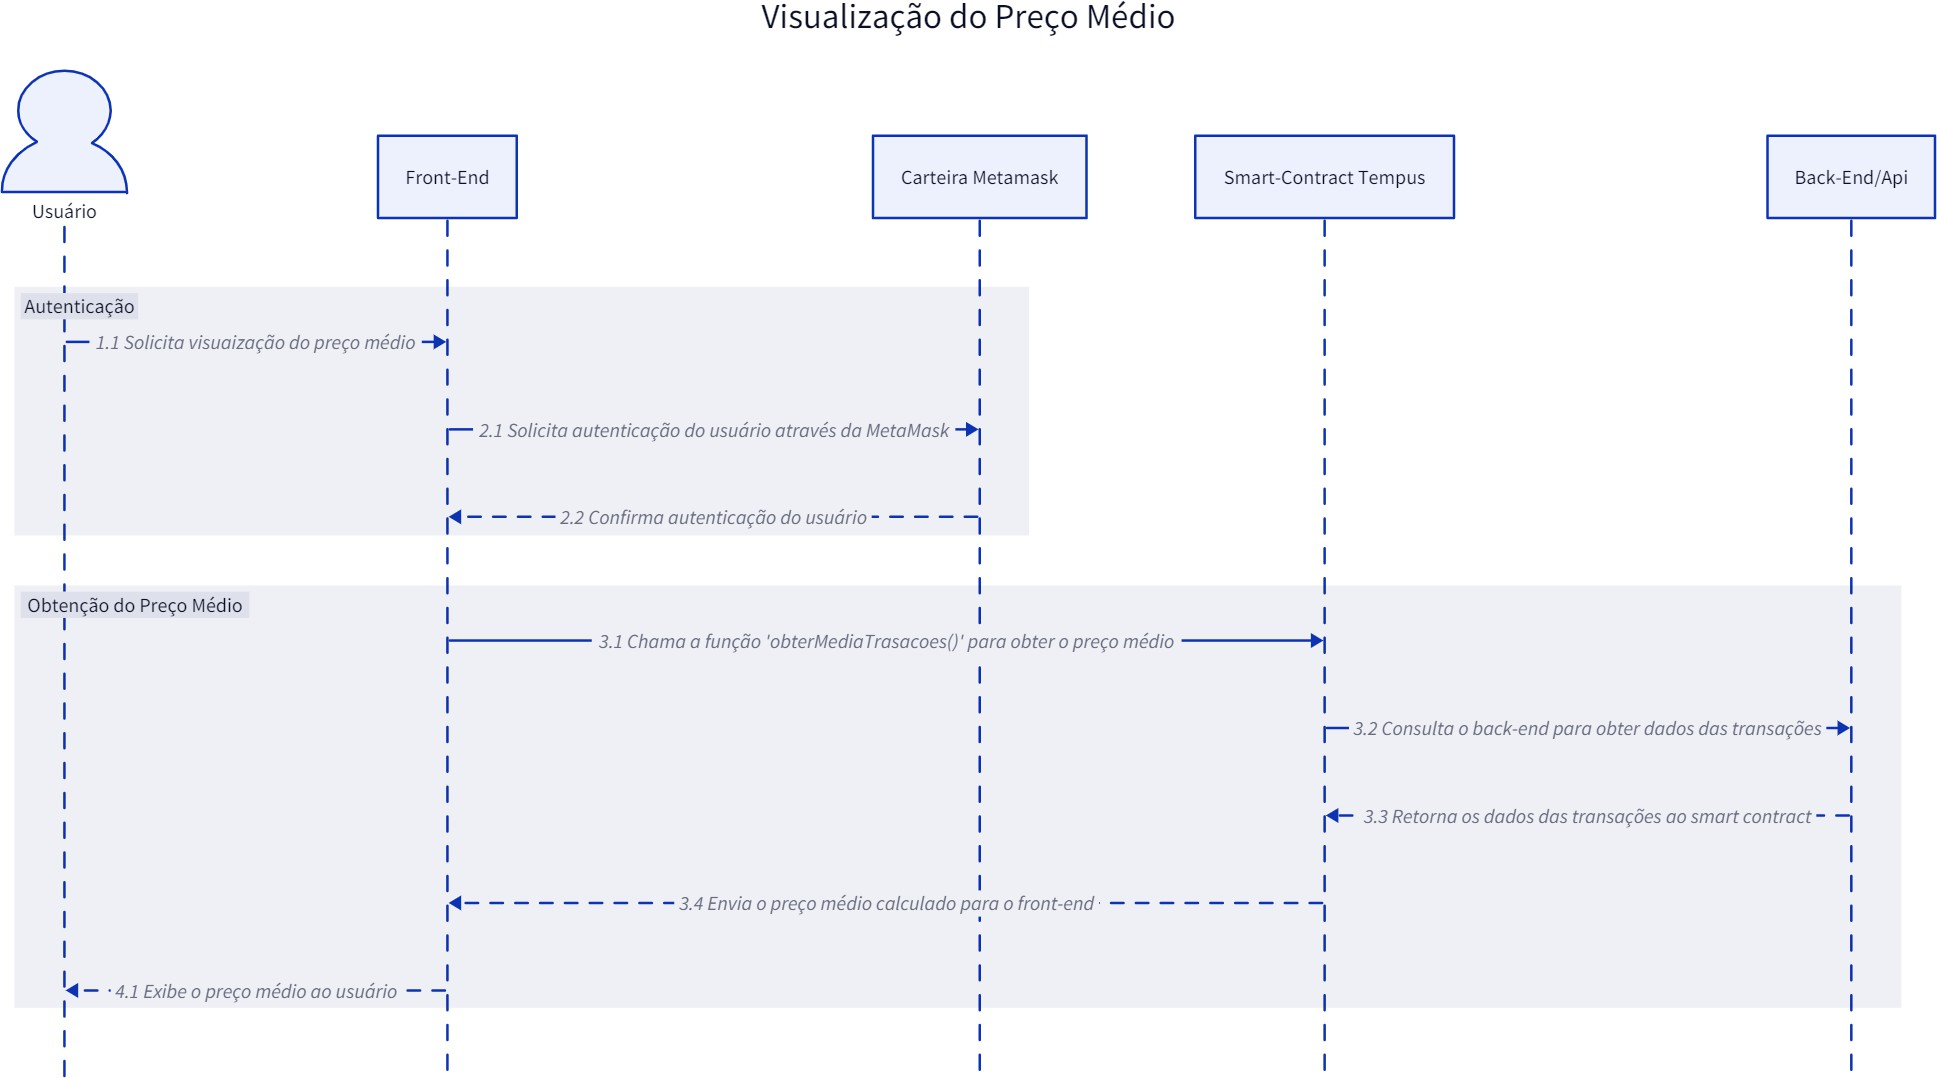 Visualização do Preço Médio
Usuário
Front-End
Carteira Metamask
Smart-Contract Tempus
Back-End/Api
Autenticação
1.1 Solicita visuaização do preço médio
2.1 Solicita autenticação do usuário através da MetaMask
2.2 Confirma autenticação do usuário
Obtenção do Preço Médio
3.1 Chama a função 'obterMediaTrasacoes()' para obter o preço médio
3.2 Consulta o back-end para obter dados das transações
3.3 Retorna os dados das transações ao smart contract
3.4 Envia o preço médio calculado para o front-end
4.1 Exibe o preço médio ao usuário